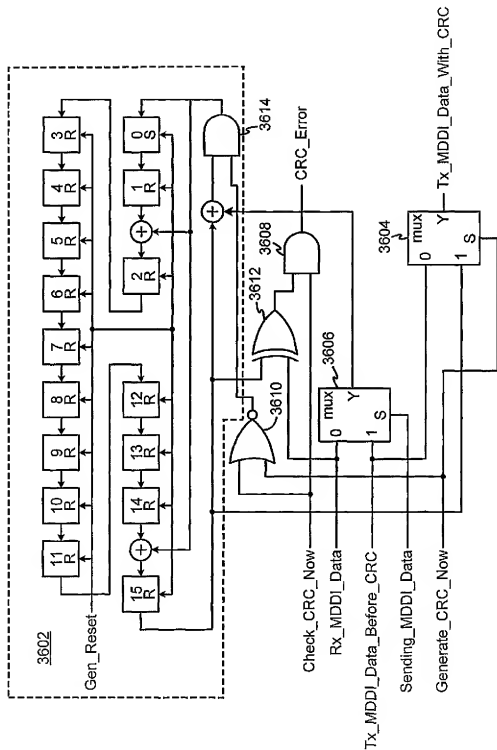 3602
11
R
10
R
9
R
8
R
7
R
6
R
5
R
4
R
3
R
Gen_Reset
15
R
+
14
R
13
R
12
R
2
R
+
1
R
0
S
3614
+
3610
3612
3608
CRC_Error
Check_CRC_Now
Rx_MDDI_Data
Tx_MDDI_Data_Before_CRC
Sending_MDDI_Data
Generate_CRC_Now
3606
0
mux
1
S
Y
3604
0
mux
1
S
Y
Tx_MDDI_Data_With_CRC